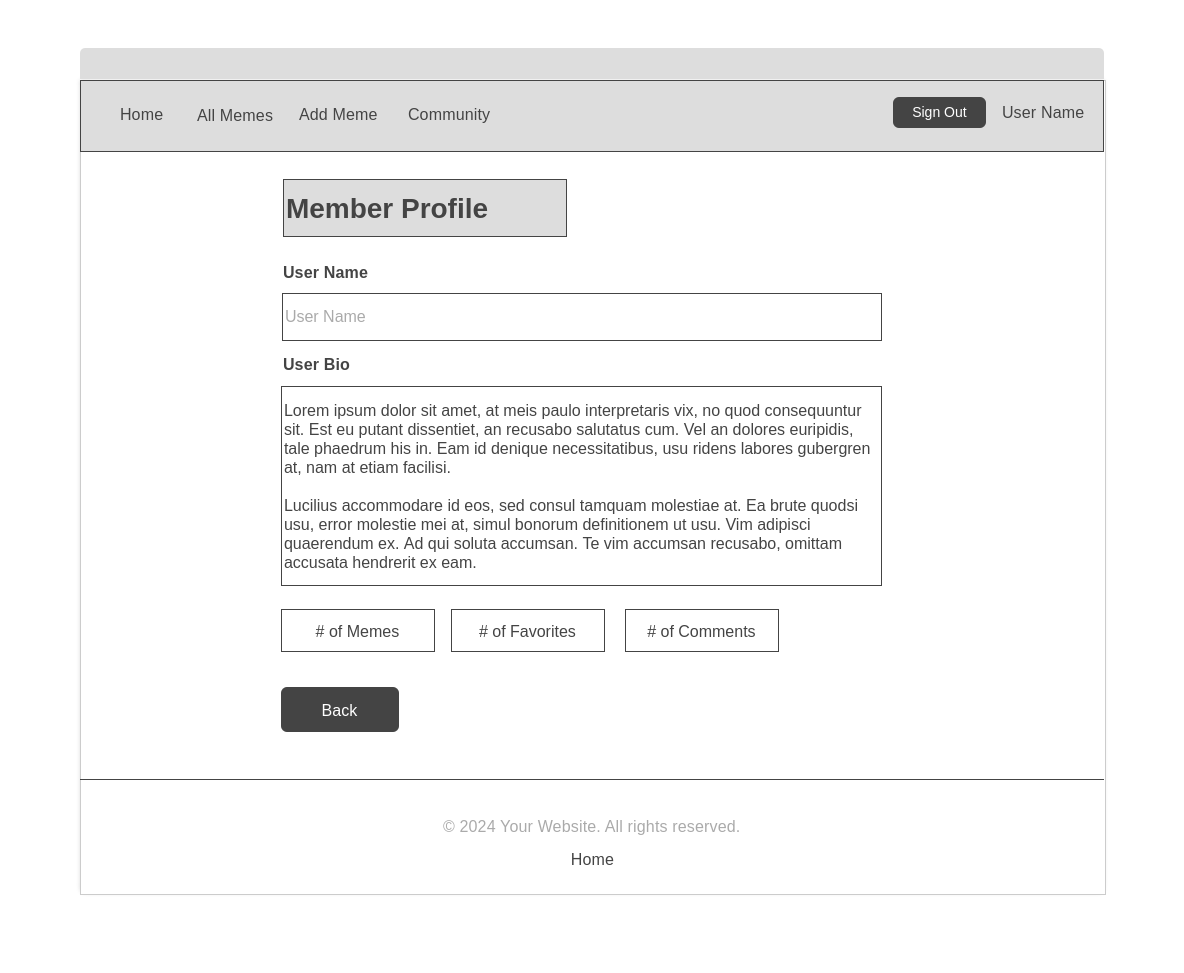 Home All Memes Add Meme Community Sign Out User Name
Member Profile
User Name
User Name
User Bio
Lorem ipsum dolor sit amet, at meis paulo interpretaris vix, no quod consequuntur
sit. Est eu putant dissentiet, an recusabo salutatus cum. Vel an dolores euripidis,
tale phaedrum his in. Eam id denique necessitatibus, usu ridens labores gubergren
at, nam at etiam facilisi.
Lucilius accommodare id eos, sed consul tamquam molestiae at. Ea brute quodsi
usu, error molestie mei at, simul bonorum definitionem ut usu. Vim adipisci
quaerendum ex. Ad qui soluta accumsan. Te vim accumsan recusabo, omittam
accusata hendrerit ex eam.
# of Memes # of Favorites # of Comments
Back
© 2024 Your Website. All rights reserved.
Home